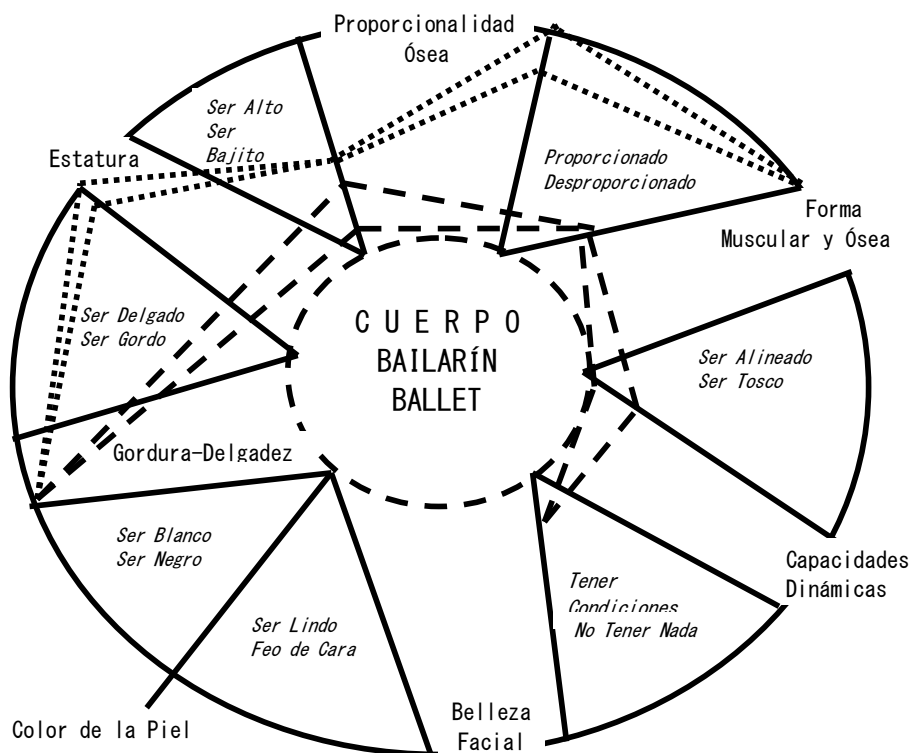 Proporcionalidad
Ósea
Ser Alto
Ser
Bajito
Estatura
Proporcionado
Desproporcionado
Forma
Muscular y Ósea
Ser Delgado
Ser Gordo
CUERPO
BAILARÍN
BALLET
Ser Alineado
Ser Tosco
Gordura-Delgadez
Ser Blanco
Ser Negro
Capacidades
Dinámicas
Tener
Condiciones
No Tener Nada
Ser Lindo
Feo de Cara
Color de la Piel
Belleza
Facial